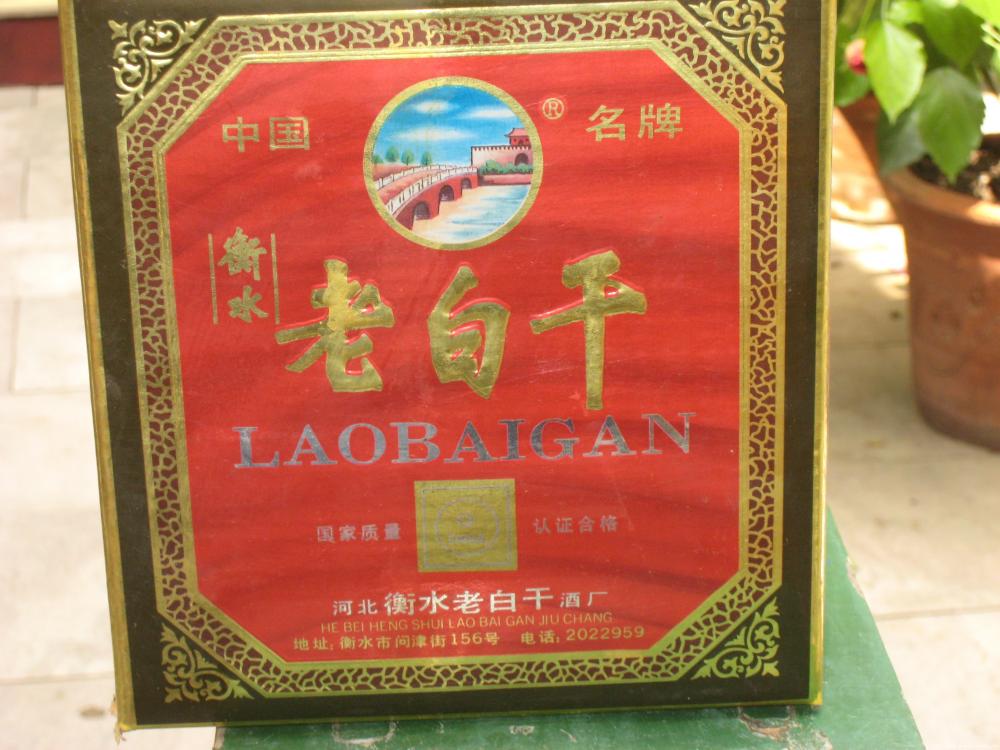 中国 ® 名牌
衡水
老白干
LAOBAIGAN
国家质量 认证合格
河北衡水老白干酒厂
HE BEI HENG SHUI LAO BAI GAN JIU CHANG
地址:衡水市问津街156号 电话:2022959